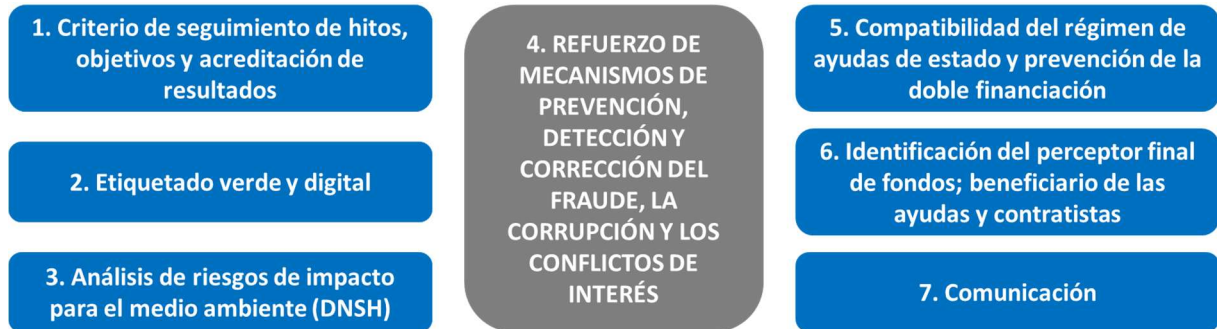 1. Criterio de seguimiento de hitos,
objetivos y acreditación de
resultados
2. Etiquetado verde y digital
3. Análisis de riesgos de impacto
para el medio ambiente (DNSH)
4. REFUERZO DE
MECANISMOS DE
PREVENCIÓN,
DETECCIÓN Y
CORRECCIÓN DEL
FRAUDE, LA
CORRUPCIÓN Y LOS
CONFLICTOS DE
INTERÉS
5. Compatibilidad del régimen de
ayudas de estado y prevención de la
doble financiación
6. Identificación del perceptor final
de fondos; beneficiario de las
ayudas y contratistas
7. Comunicación